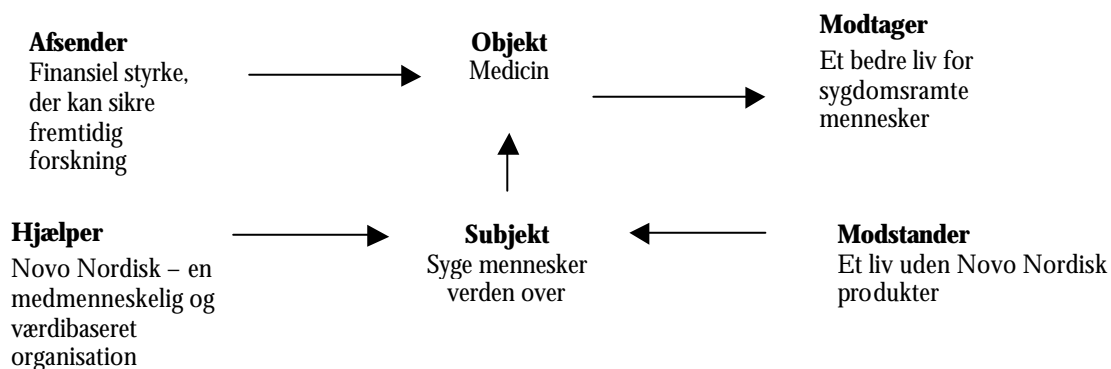 Afsender
Finansiel styrke,
der kan sikre
fremtidig
forskning
Objekt
Medicin
Modtager
Et bedre liv for
sygdomsramte
mennesker
Hjælper
Novo Nordisk – en
medmenneskelig og
værdibaseret
organisation
Subjekt
Syge mennesker
verden over
Modstander
Et liv uden Novo Nordisk
produkter